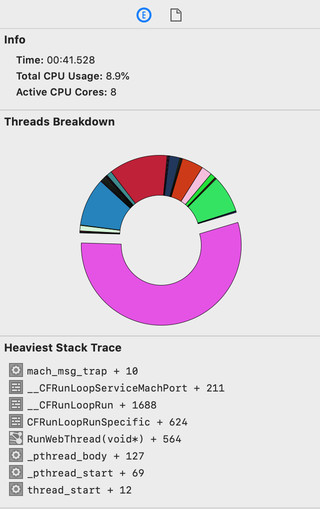 E
Info
Time: 00:41.528
Total CPU Usage: 8.9%
Active CPU Cores: 8
Threads Breakdown
Heaviest Stack Trace
mach_msg_trap + 10
__CFRunLoopServiceMachPort + 211
__CFRunLoopRun + 1688
CFRunLoopRunSpecific + 624
RunWebThread(void*) + 564
_pthread_body + 127
_pthread_start + 69
thread_start + 12